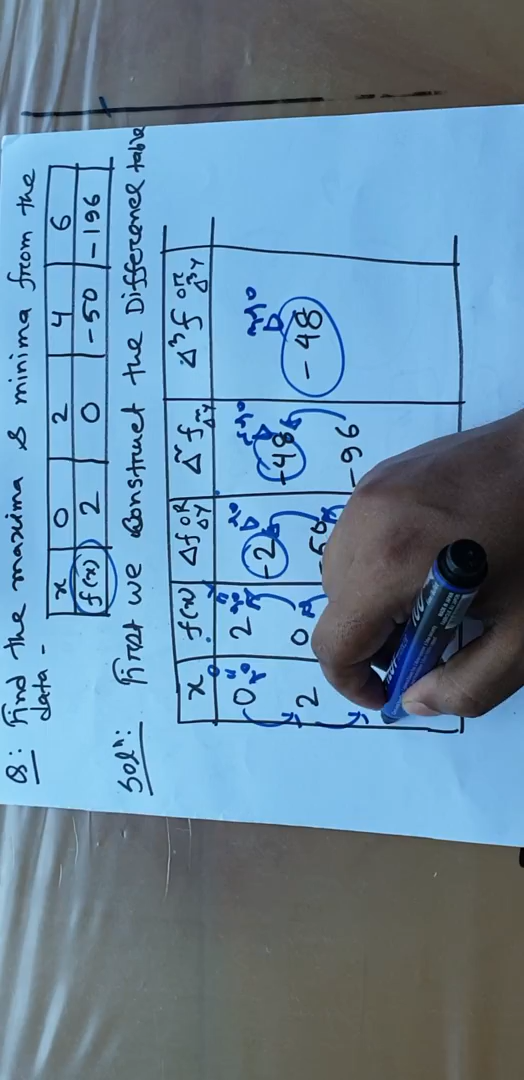 Q: Find the maxima & minima from the
data -
x 0 2 4 6
f(x) 2 0 -50 -196
Solⁿ: First we construct the Difference table
x f(x) Δf OR Δy Δ²f OR Δ²y Δ³f OR Δ³y
0 2 -2 -48 -48
2 0 -50 -96